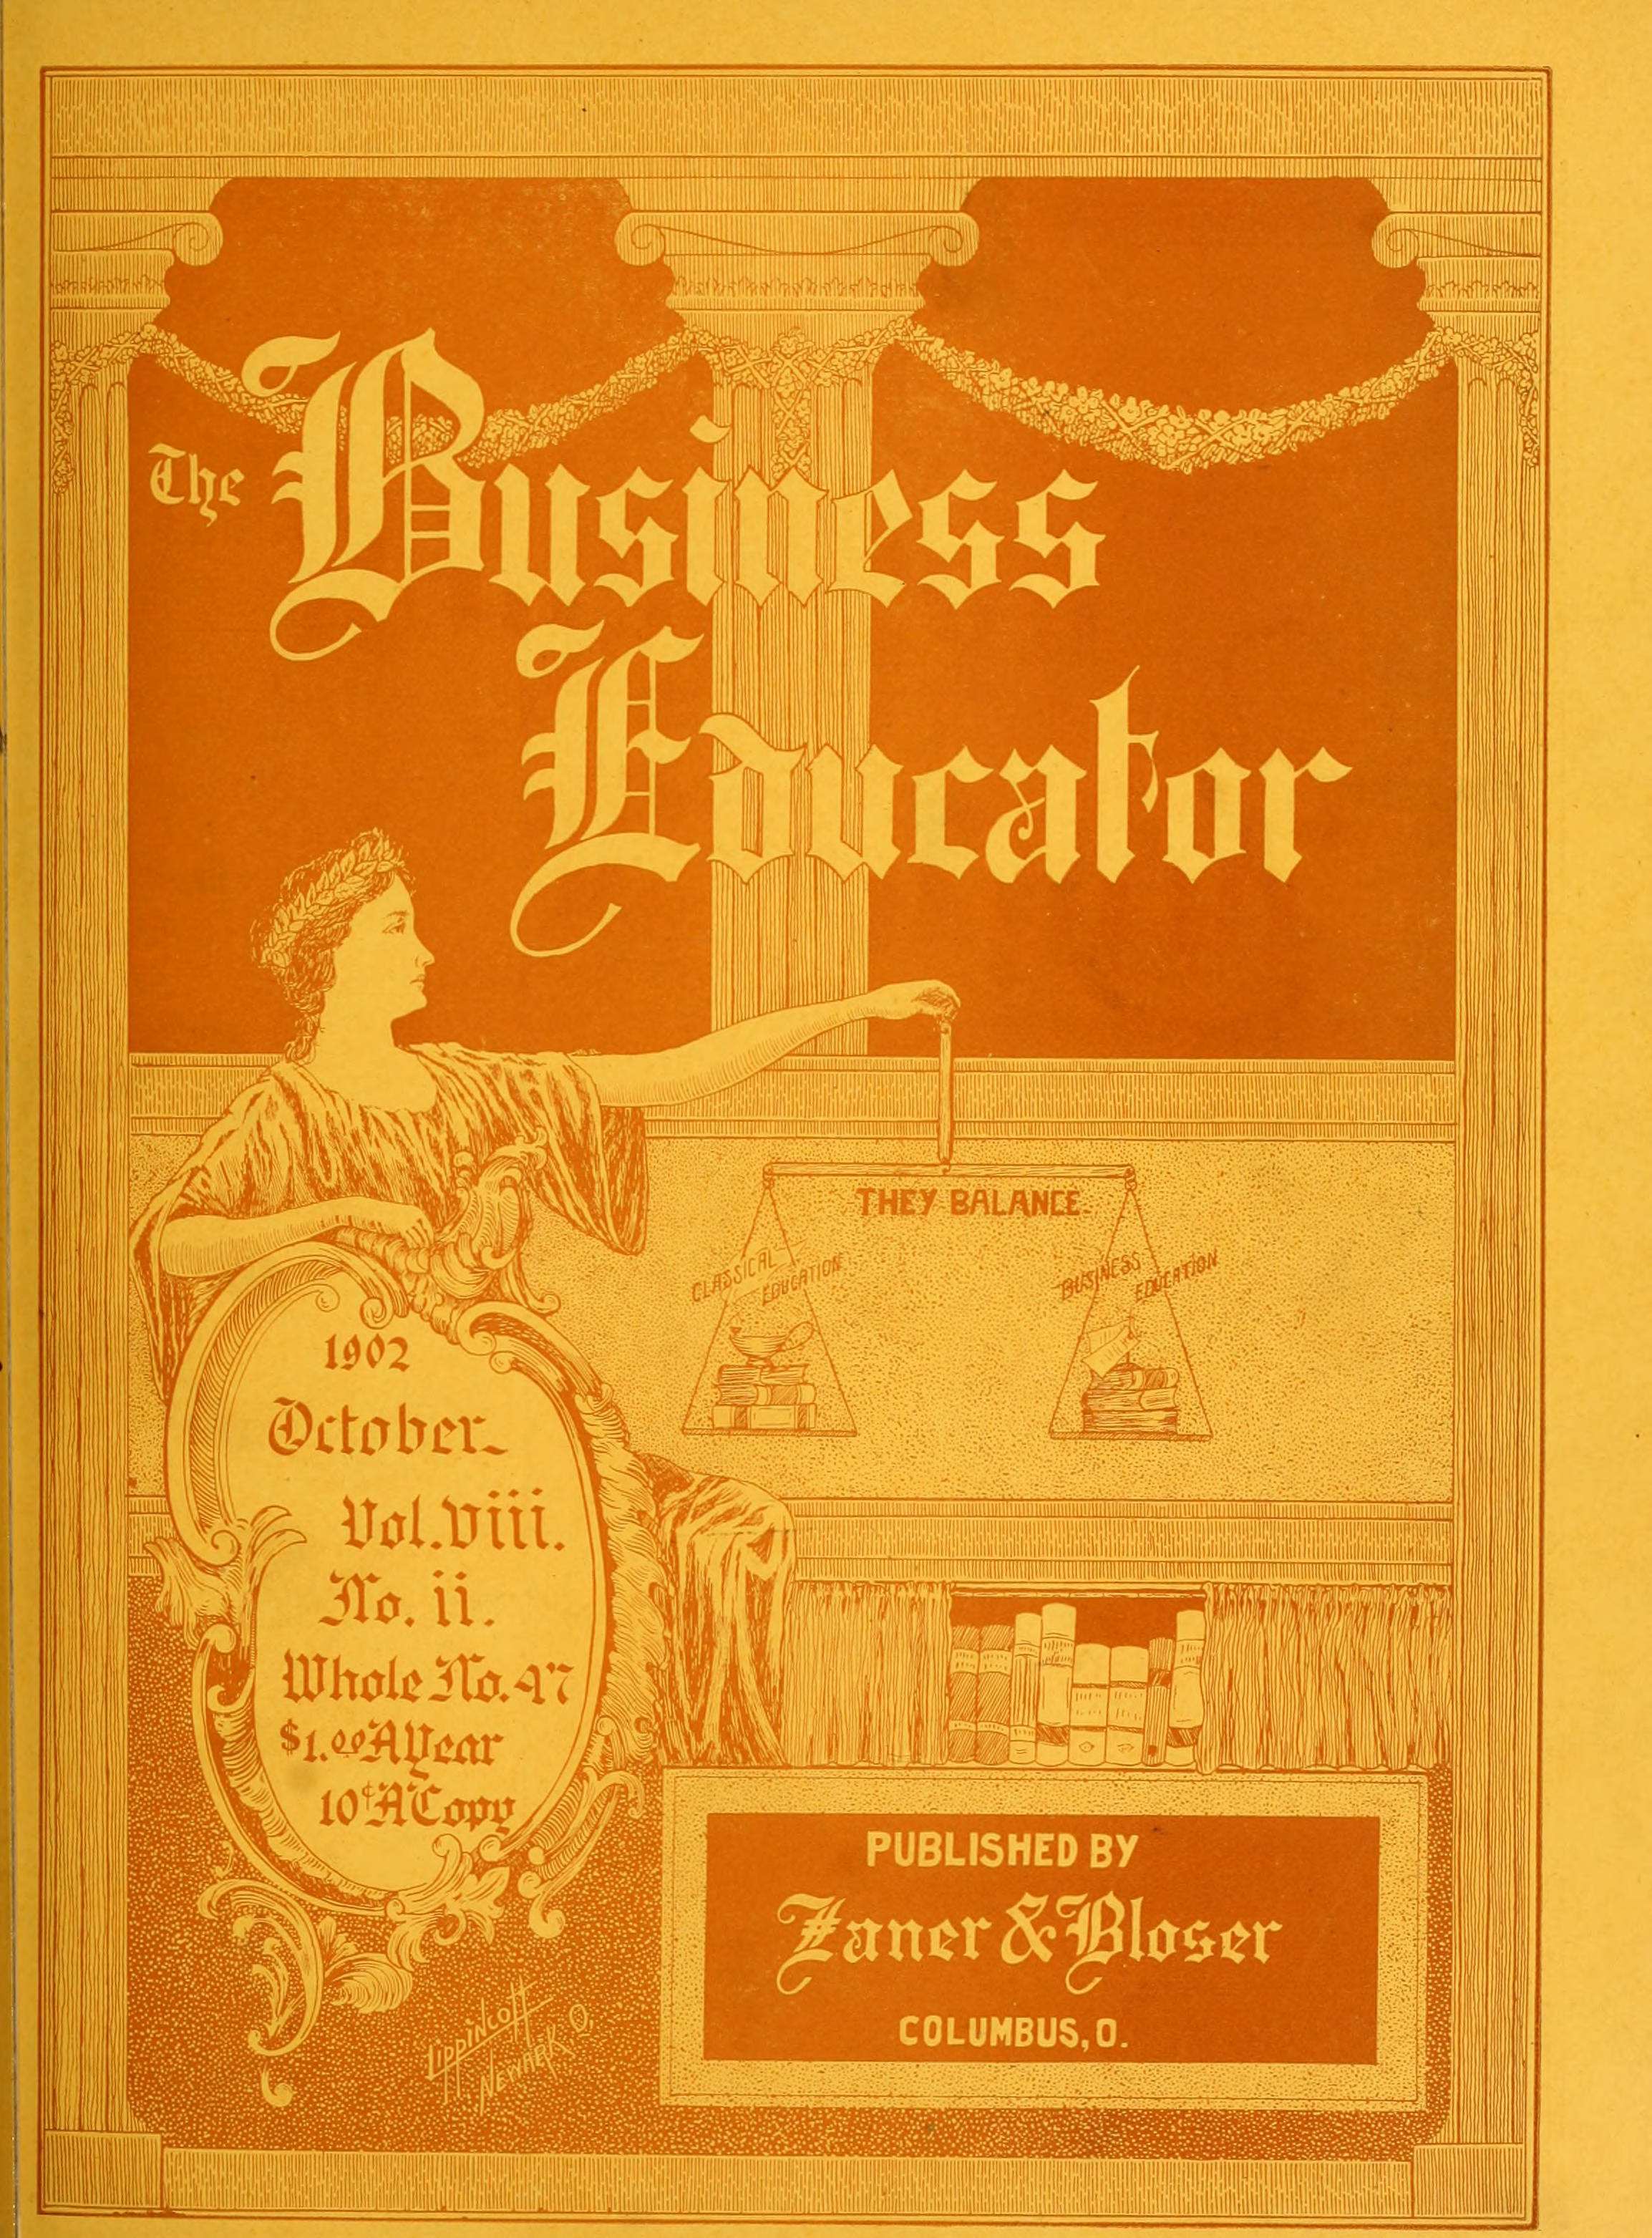 The Business
Educator
THEY BALANCE.
CLASSICAL
EDUCATION
BUSINESS
EDUCATION
1902
October
Vol. viii.
No. ii.
Whole No. 47
$1.00 A Year
10¢ A Copy
PUBLISHED BY
Zaner & Bloser
COLUMBUS, O.
Lippincott
Newark O.